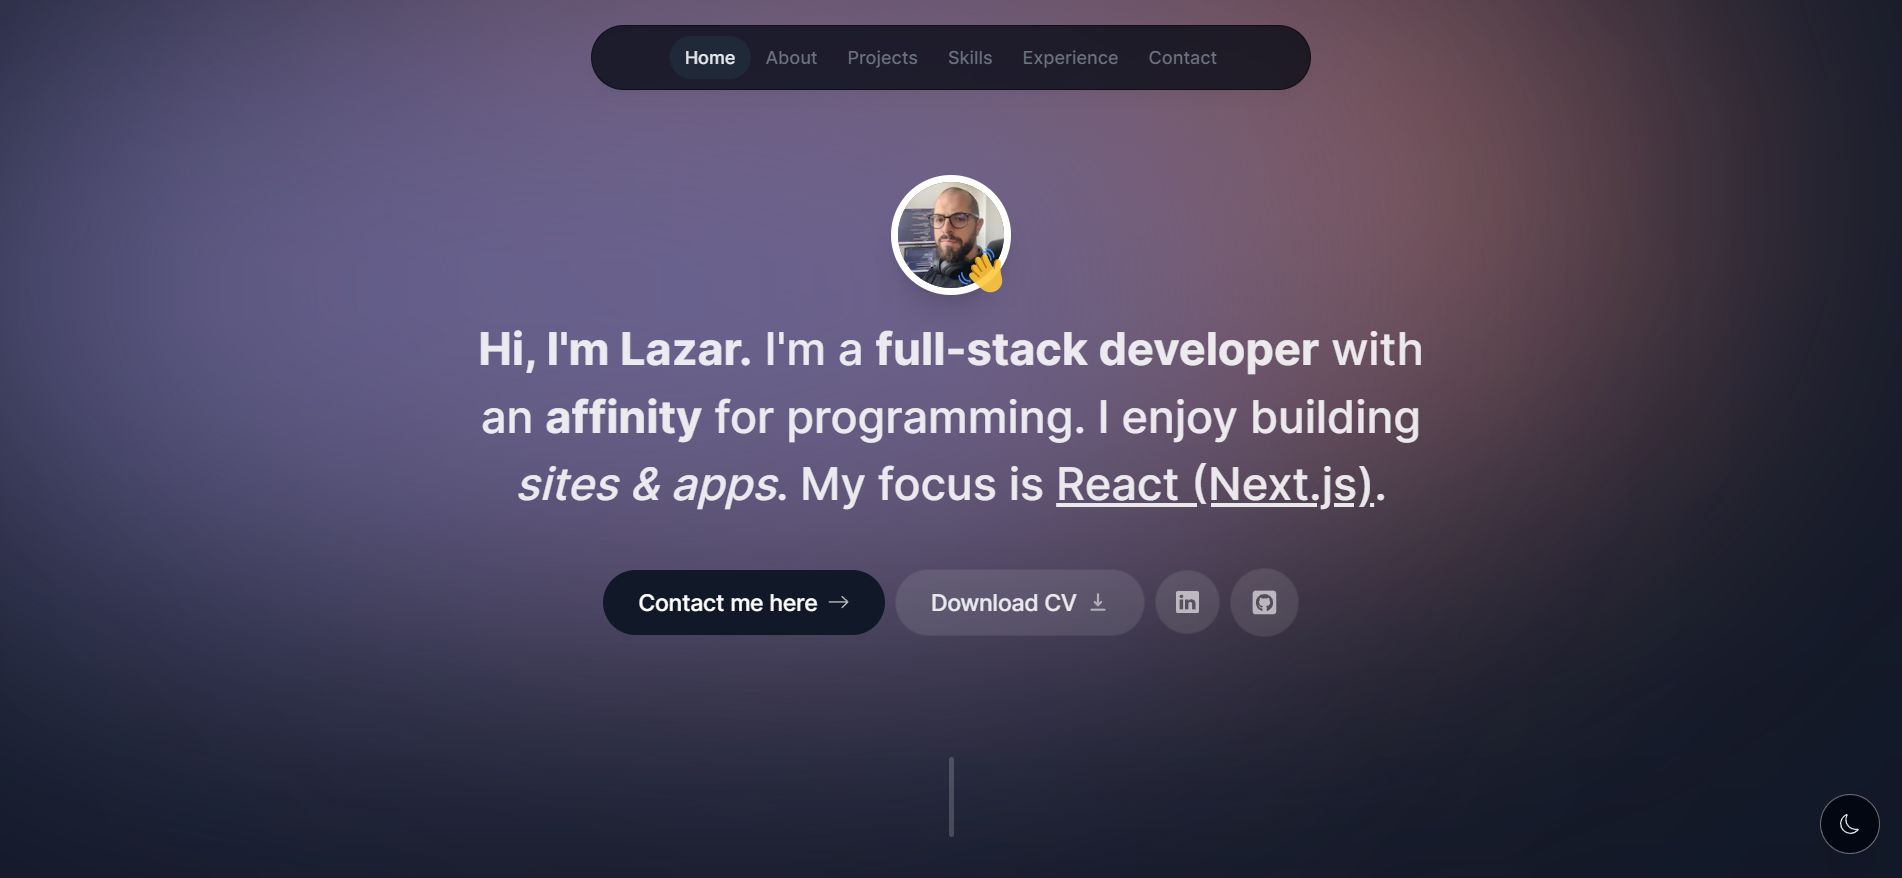 Home About Projects Skills Experience Contact
Hi, I'm Lazar. I'm a full-stack developer with
an affinity for programming. I enjoy building
sites & apps. My focus is React (Next.js).
Contact me here
Download CV
in